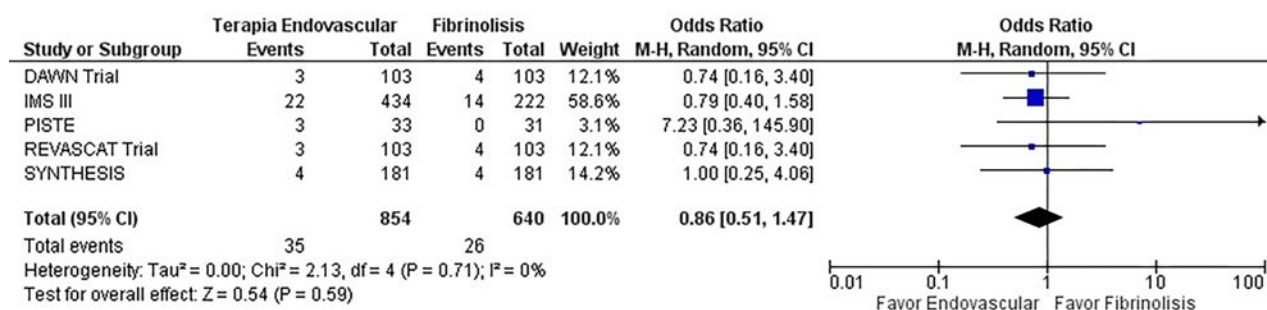 Terapia Endovascular Fibrinolisis Odds Ratio Odds Ratio
Study or Subgroup Events Total Events Total Weight M-H, Random, 95% CI M-H, Random, 95% CI
DAWN Trial 3 103 4 103 12.1% 0.74 [0.16, 3.40]
IMS III 22 434 14 222 58.6% 0.79 [0.40, 1.58]
PISTE 3 33 0 31 3.1% 7.23 [0.36, 145.90]
REVASCAT Trial 3 103 4 103 12.1% 0.74 [0.16, 3.40]
SYNTHESIS 4 181 4 181 14.2% 1.00 [0.25, 4.06]
Total (95% CI) 854 640 100.0% 0.86 [0.51, 1.47]
Total events 35 26
Heterogeneity: Tau² = 0.00; Chi² = 2.13, df = 4 (P = 0.71); I² = 0%
Test for overall effect: Z = 0.54 (P = 0.59)
0.01 0.1 1 10 100
Favor Endovascular Favor Fibrinolisis